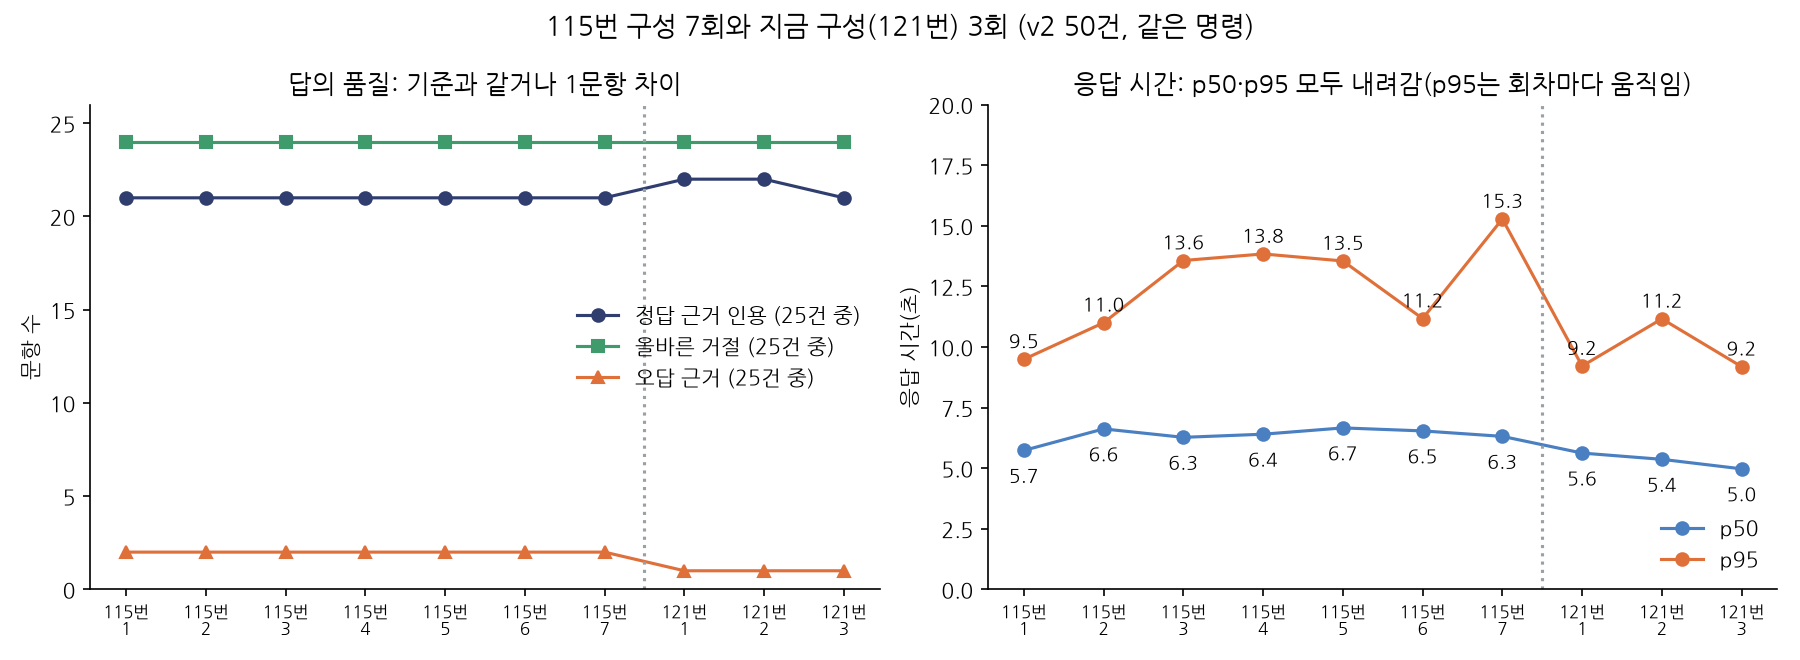 115번 구성 7회와 지금 구성(121번) 3회 (v2 50건, 같은 명령)
답의 품질: 기준과 같거나 1문항 차이
문항 수
25
20
15
10
5
0
정답 근거 인용 (25건 중)
올바른 거절 (25건 중)
오답 근거 (25건 중)
115번 115번 115번 115번 115번 115번 115번 121번 121번 121번
1 2 3 4 5 6 7 1 2 3
응답 시간: p50·p95 모두 내려감(p95는 회차마다 움직임)
응답 시간(초)
20.0
17.5
15.0
12.5
10.0
7.5
5.0
2.5
0.0
9.5 11.0 13.6 13.8 13.5 11.2 15.3 9.2 11.2 9.2
5.7 6.6 6.3 6.4 6.7 6.5 6.3 5.6 5.4 5.0
p50
p95
115번 115번 115번 115번 115번 115번 115번 121번 121번 121번
1 2 3 4 5 6 7 1 2 3